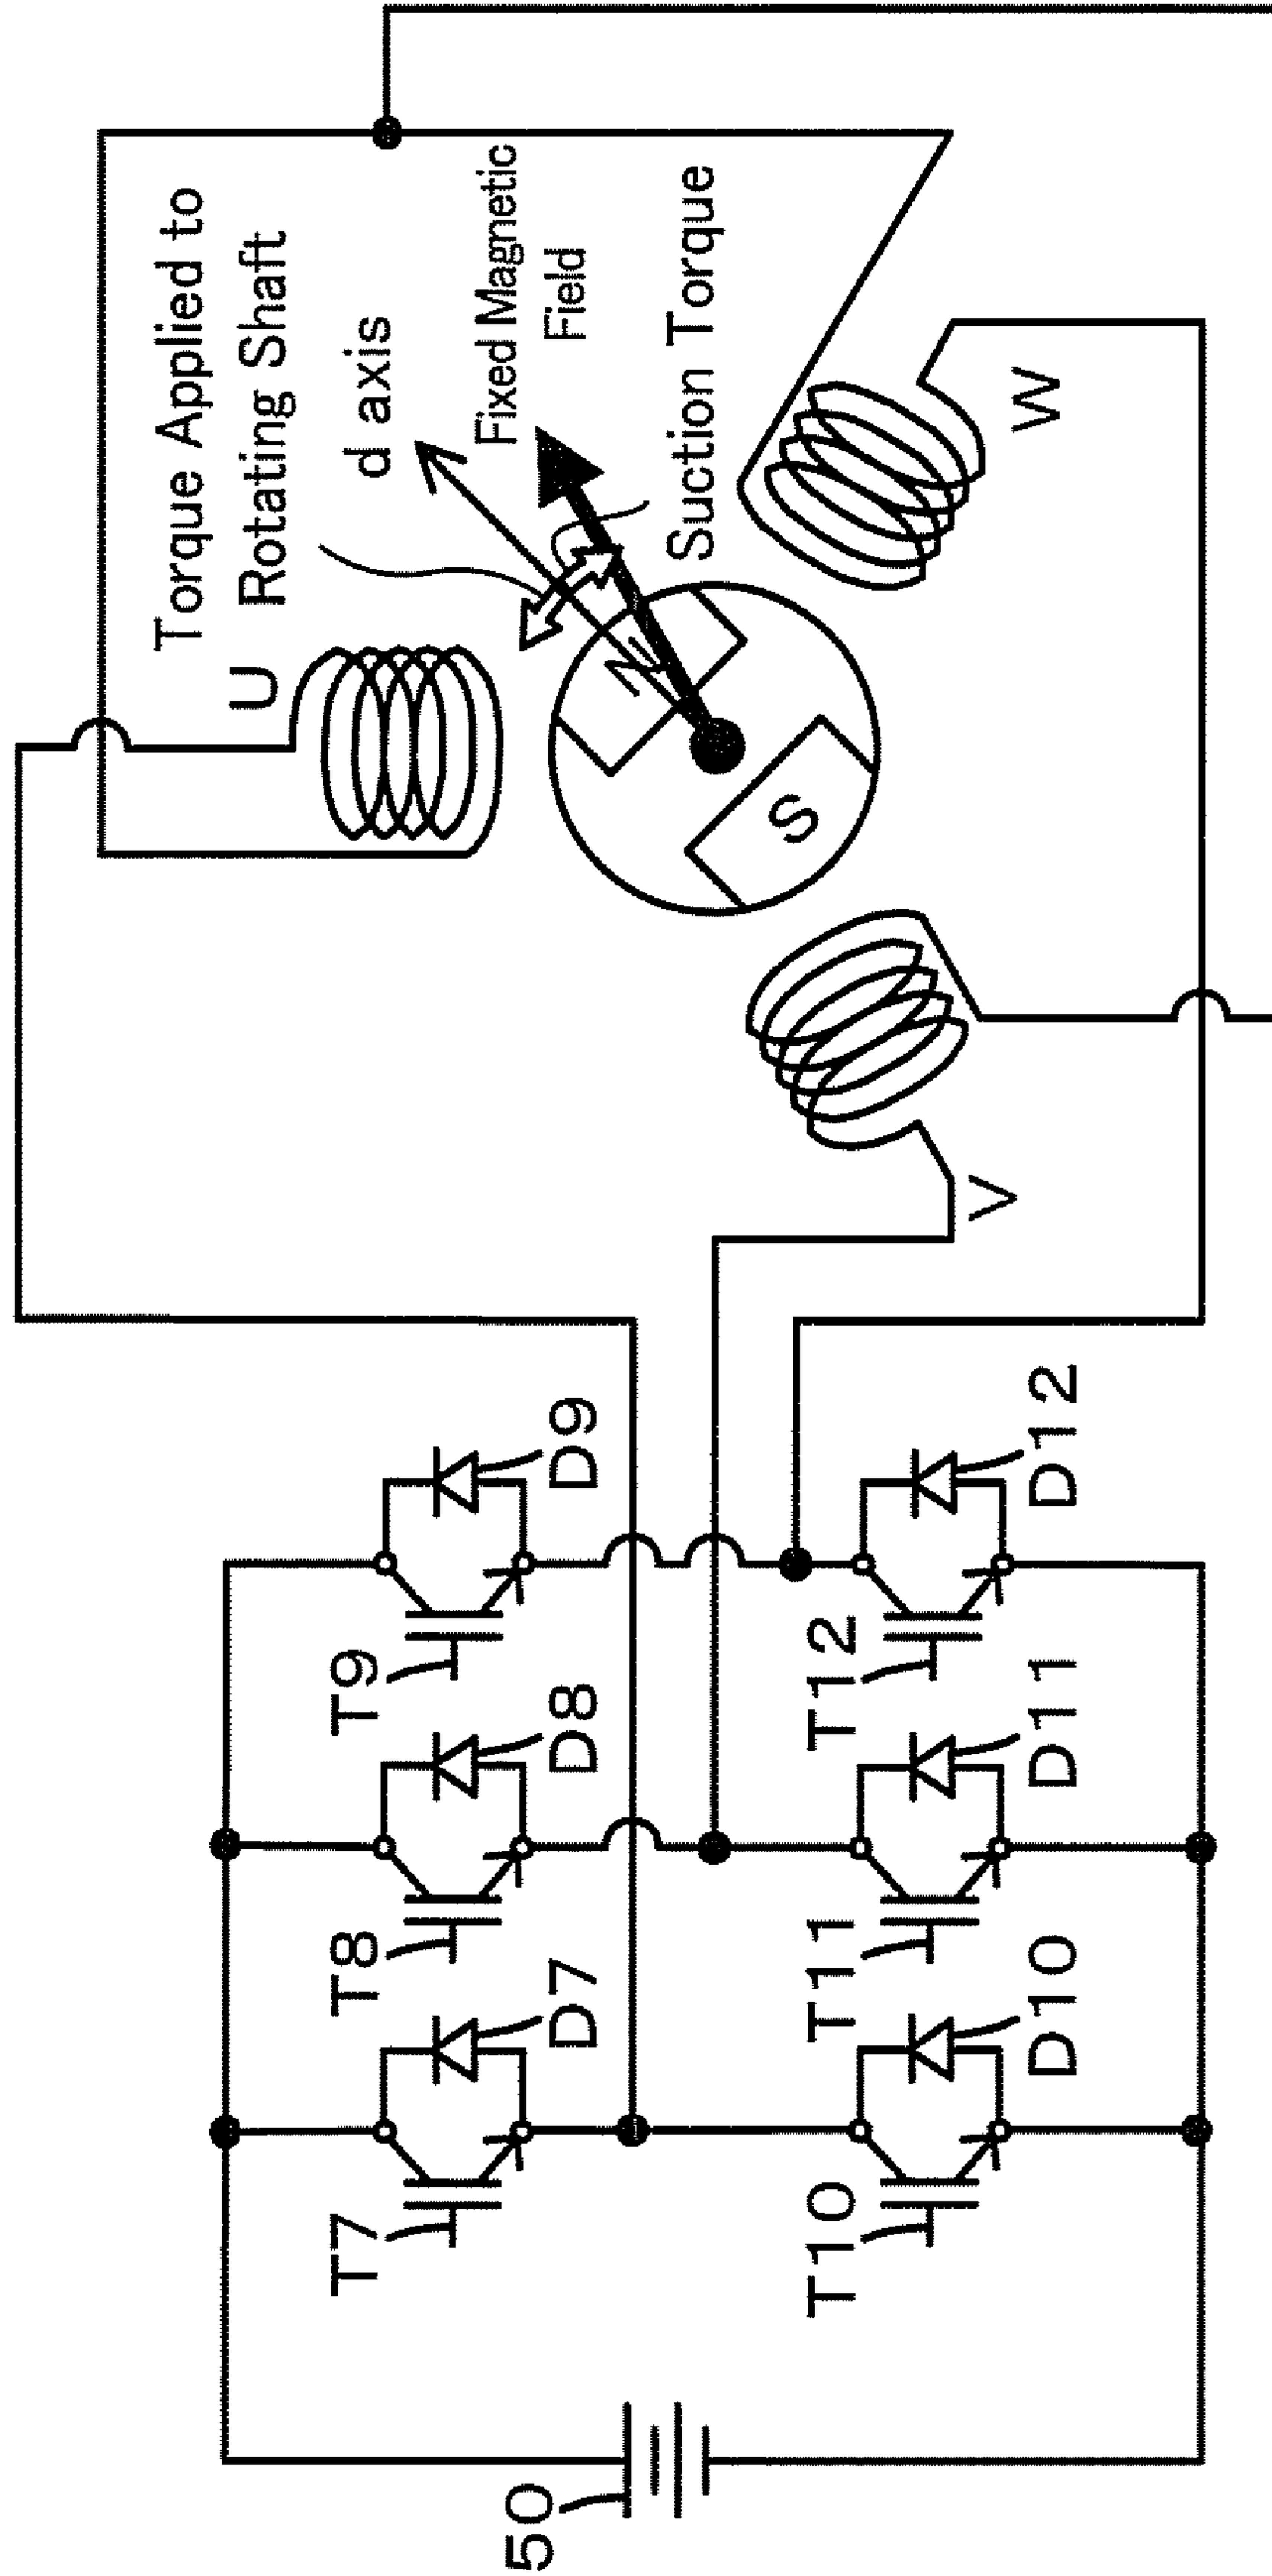 Torque Applied to
Rotating Shaft
U
d axis
Fixed Magnetic
Field
Suction Torque
N
S
W
V
T9
D9
T8
D8
T7
D7
T12
D12
T11
D11
T10
D10
50